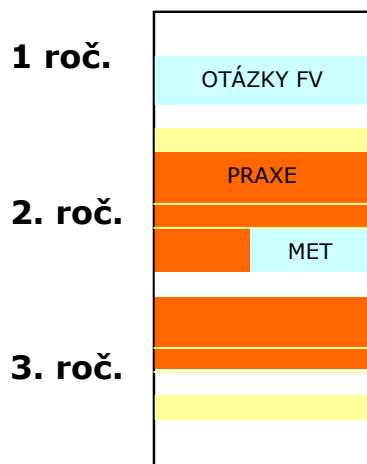 1 roč.
OTÁZKY FV
PRAXE
2. roč.
MET
3. roč.